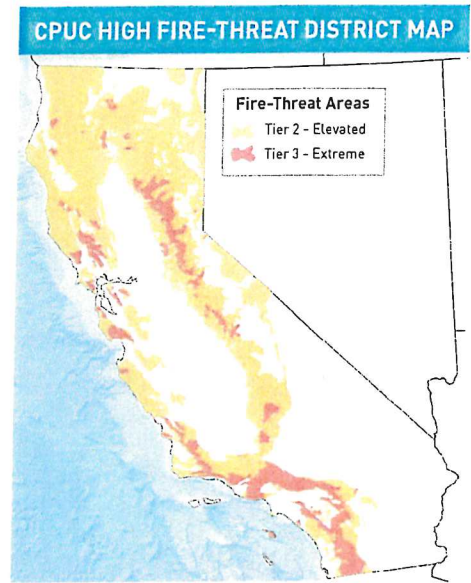 CPUC HIGH FIRE-THREAT DISTRICT MAP
Fire-Threat Areas
Tier 2 - Elevated
Tier 3 - Extreme